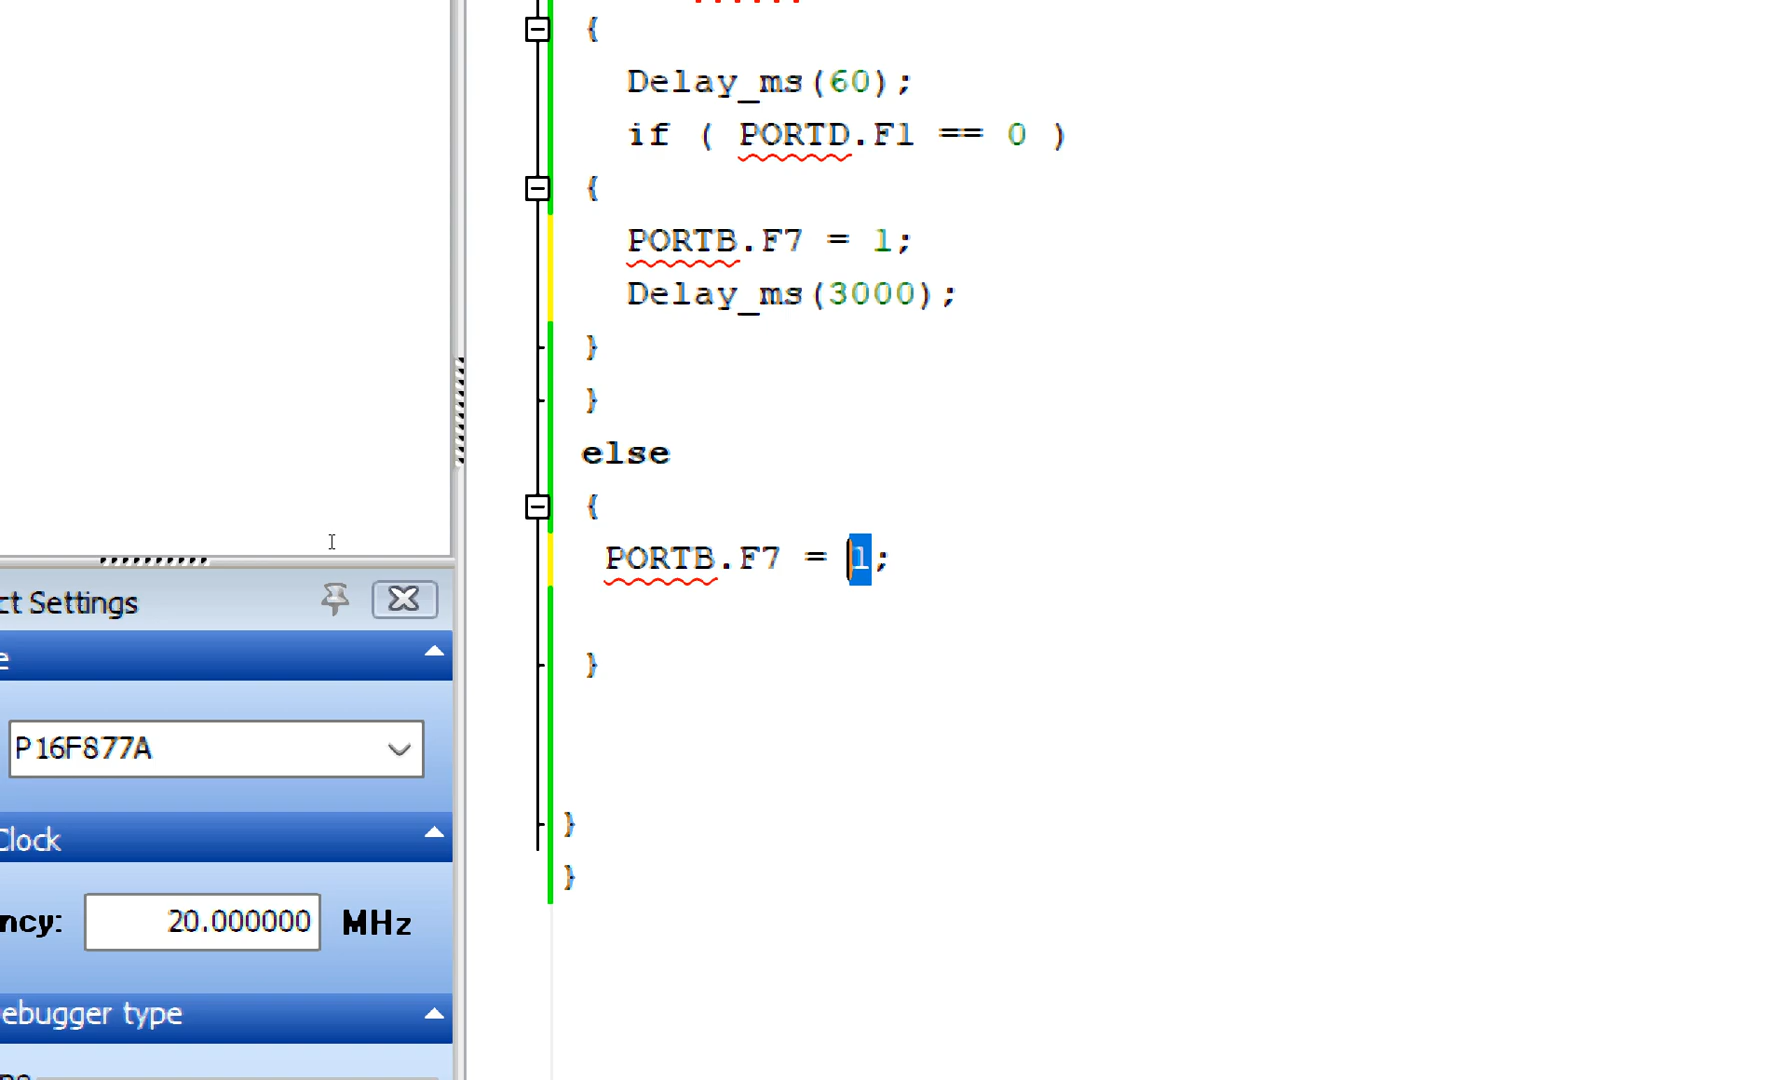 {
Delay_ms(60);
if ( PORTD.F1 == 0 )
{
PORTB.F7 = 1;
Delay_ms(3000);
}
}
else
{
PORTB.F7 = 1;
}
}
}
ct Settings
e
P16F877A
Clock
ncy: 20.000000 MHz
ebugger type